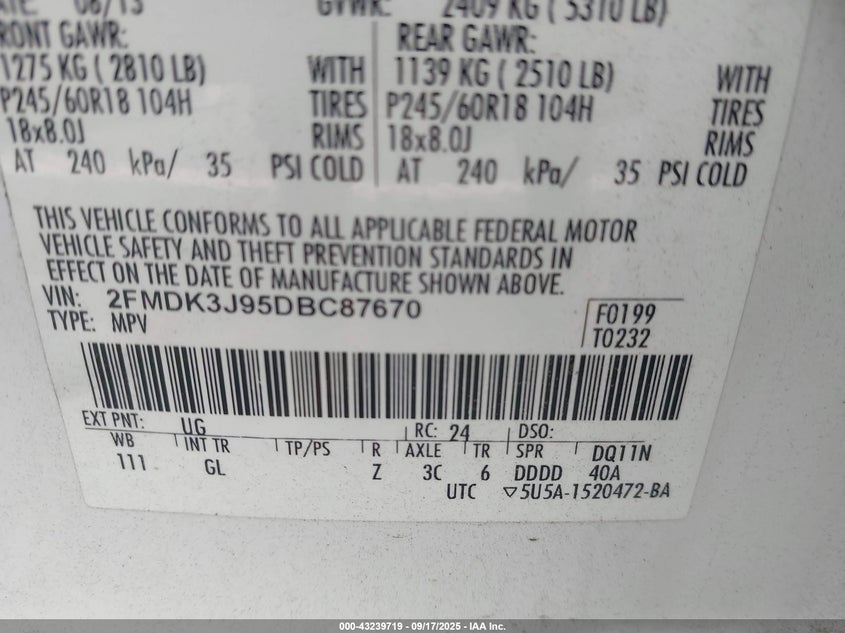 06/13 GVWR: 2409 KG ( 5310 LB)
FRONT GAWR: REAR GAWR:
1275 KG ( 2810 LB) WITH 1139 KG ( 2510 LB) WITH
P245/60R18 104H TIRES P245/60R18 104H TIRES
18x8.0J RIMS 18x8.0J RIMS
AT 240 kPa/ 35 PSI COLD AT 240 kPa/ 35 PSI COLD
THIS VEHICLE CONFORMS TO ALL APPLICABLE FEDERAL MOTOR
VEHICLE SAFETY AND THEFT PREVENTION STANDARDS IN
EFFECT ON THE DATE OF MANUFACTURE SHOWN ABOVE.
VIN: 2FMDK3J95DBC87670
TYPE: MPV
F0199
T0232
EXT PNT: UG RC: 24 DSO:
WB INT TR TP/PS R AXLE TR SPR DQ11N
111 GL Z 3C 6 DDDD 40A
UTC ▽5U5A-1520472-BA
000-43239719 - 09/17/2025 - IAA Inc.